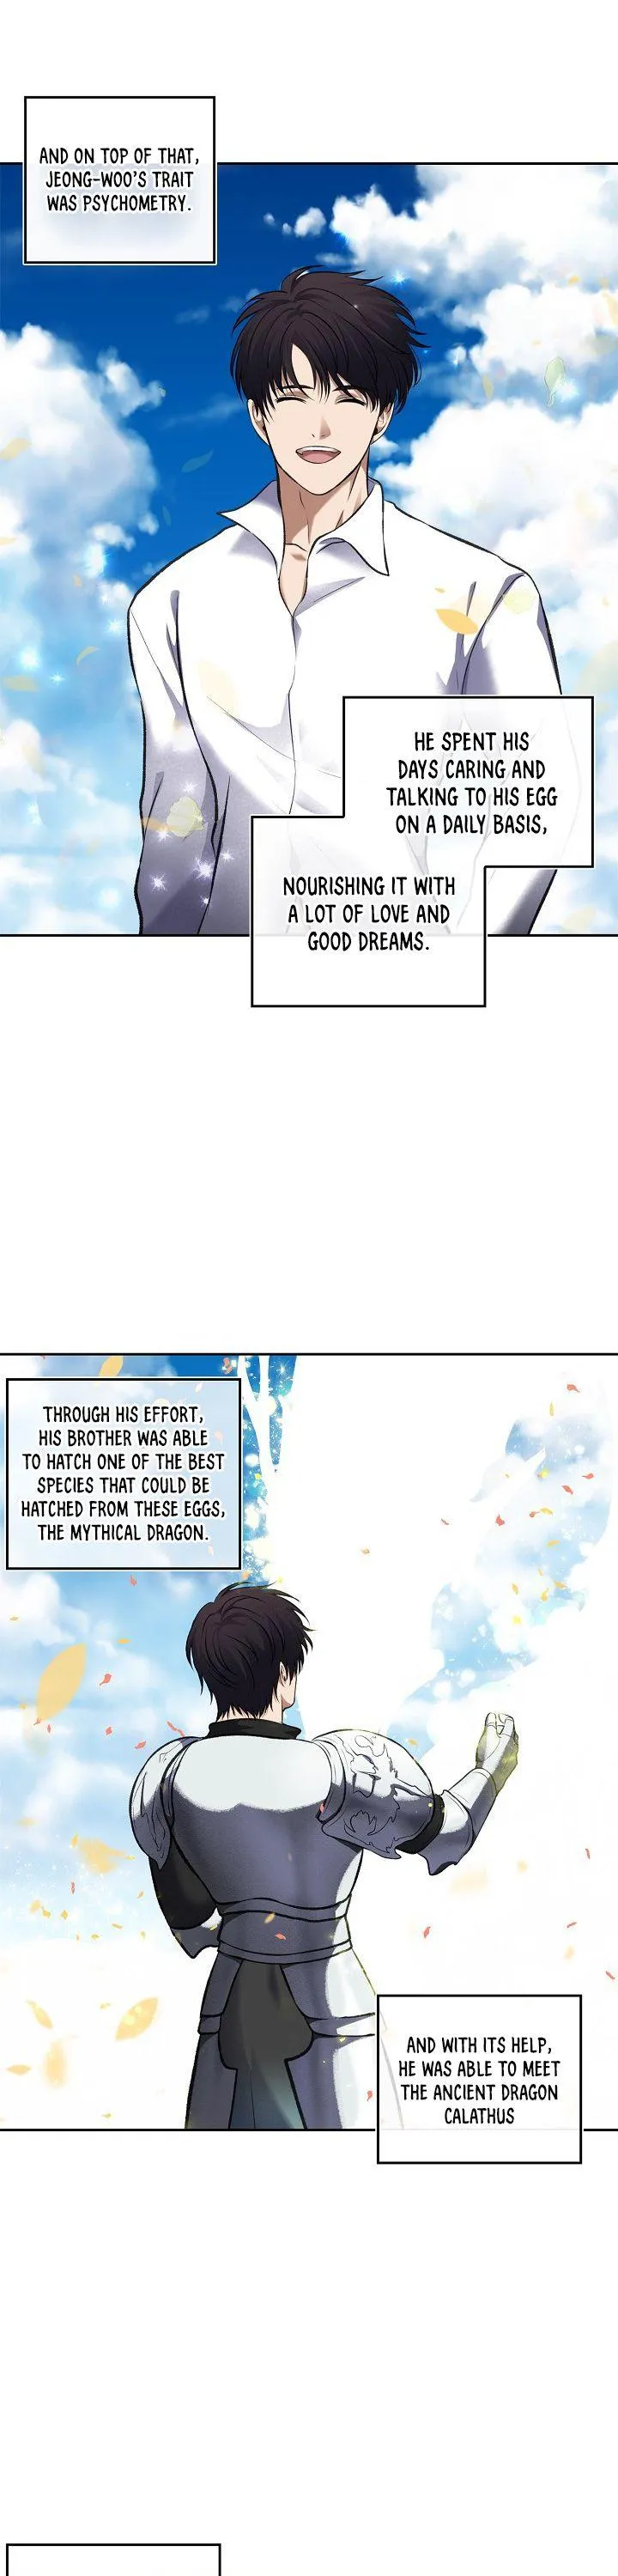 AND ON TOP OF THAT,
JEONG-WOO'S TRAIT
WAS PSYCHOMETRY.
HE SPENT HIS
DAYS CARING AND
TALKING TO HIS EGG
ON A DAILY BASIS,
NOURISHING IT WITH
A LOT OF LOVE AND
GOOD DREAMS.
THROUGH HIS EFFORT,
HIS BROTHER WAS ABLE
TO HATCH ONE OF THE BEST
SPECIES THAT COULD BE
HATCHED FROM THESE EGGS,
THE MYTHICAL DRAGON.
AND WITH ITS HELP,
HE WAS ABLE TO MEET
THE ANCIENT DRAGON
CALATHUS